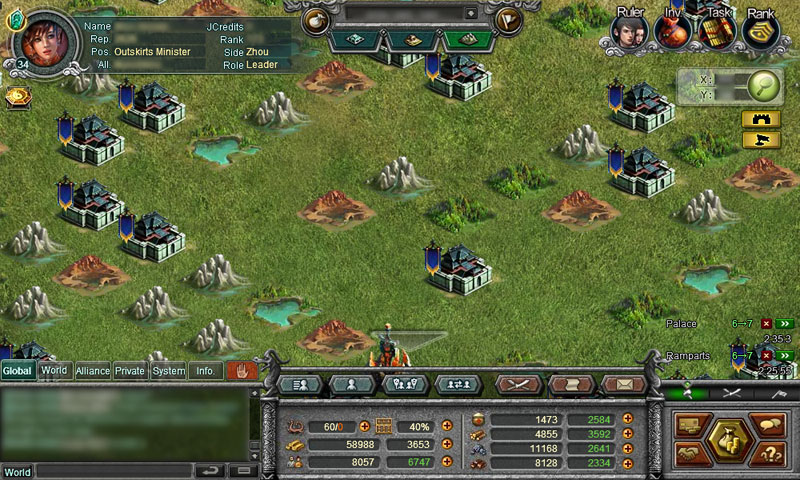 Name
JCredits
Rep.
Rank
Pos. Outskirts Minister
Side Zhou
All.
Role Leader
34
Ruler
Inv.
Task
Rank
X:
Y:
Palace
6→7
2:35:3
Ramparts
6→7
2:25:55
Global World Alliance Private System Info.
60/0
40%
1473
2584
58988
3653
4855
3592
11168
2641
8057
6747
8128
2334
World